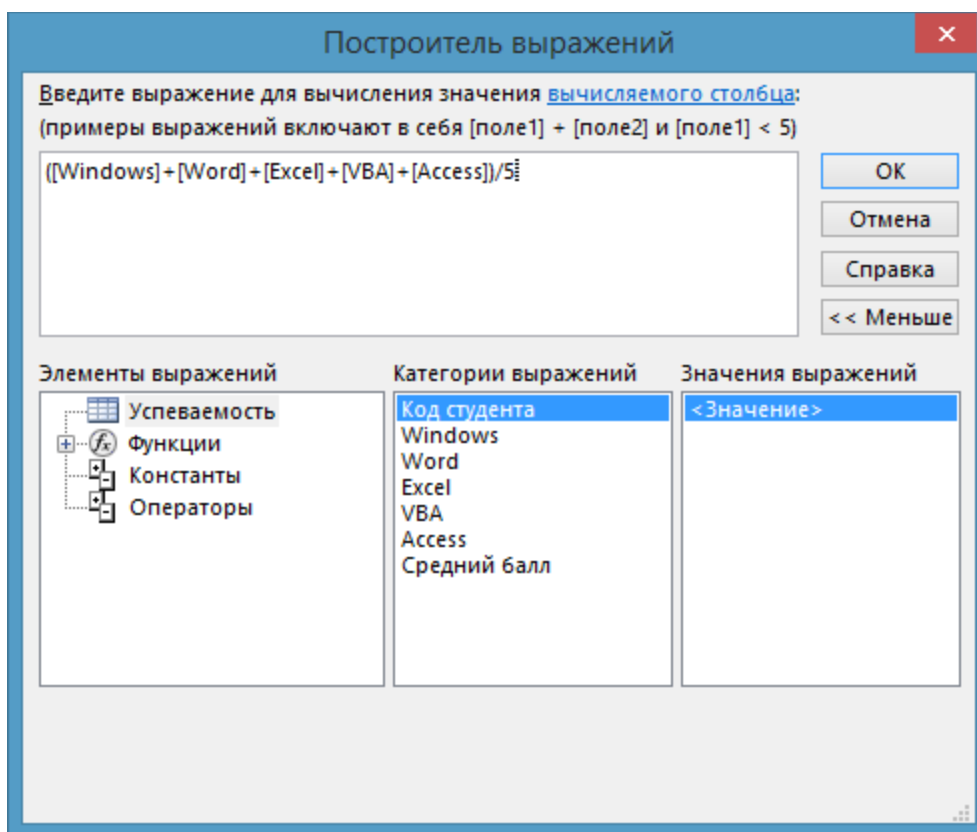 Построитель выражений
Введите выражение для вычисления значения вычисляемого столбца:
(примеры выражений включают в себя [поле1] + [поле2] и [поле1] < 5)
([Windows]+[Word]+[Excel]+[VBA]+[Access])/5
ОК
Отмена
Справка
<< Меньше
Элементы выражений
Категории выражений
Значения выражений
Успеваемость
Функции
Константы
Операторы
Код студента
Windows
Word
Excel
VBA
Access
Средний балл
<Значение>